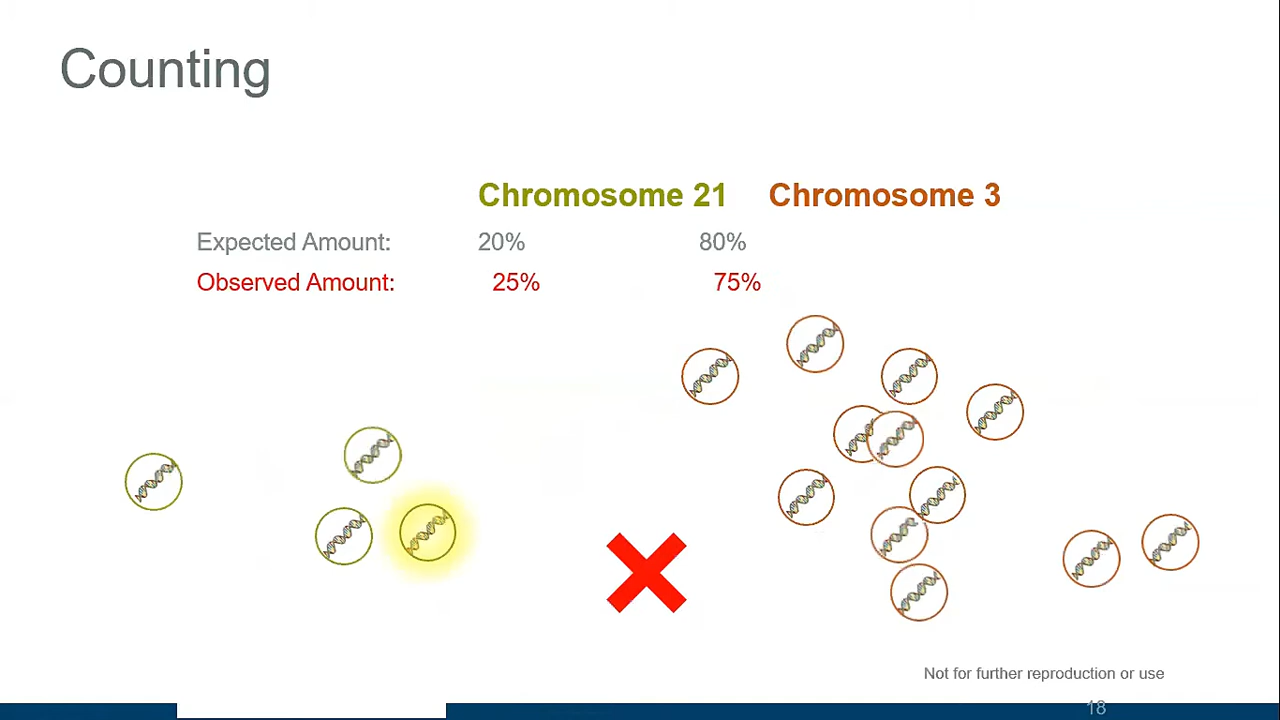 Counting
Chromosome 21 Chromosome 3
Expected Amount: 20% 80%
Observed Amount: 25% 75%
Not for further reproduction or use
18